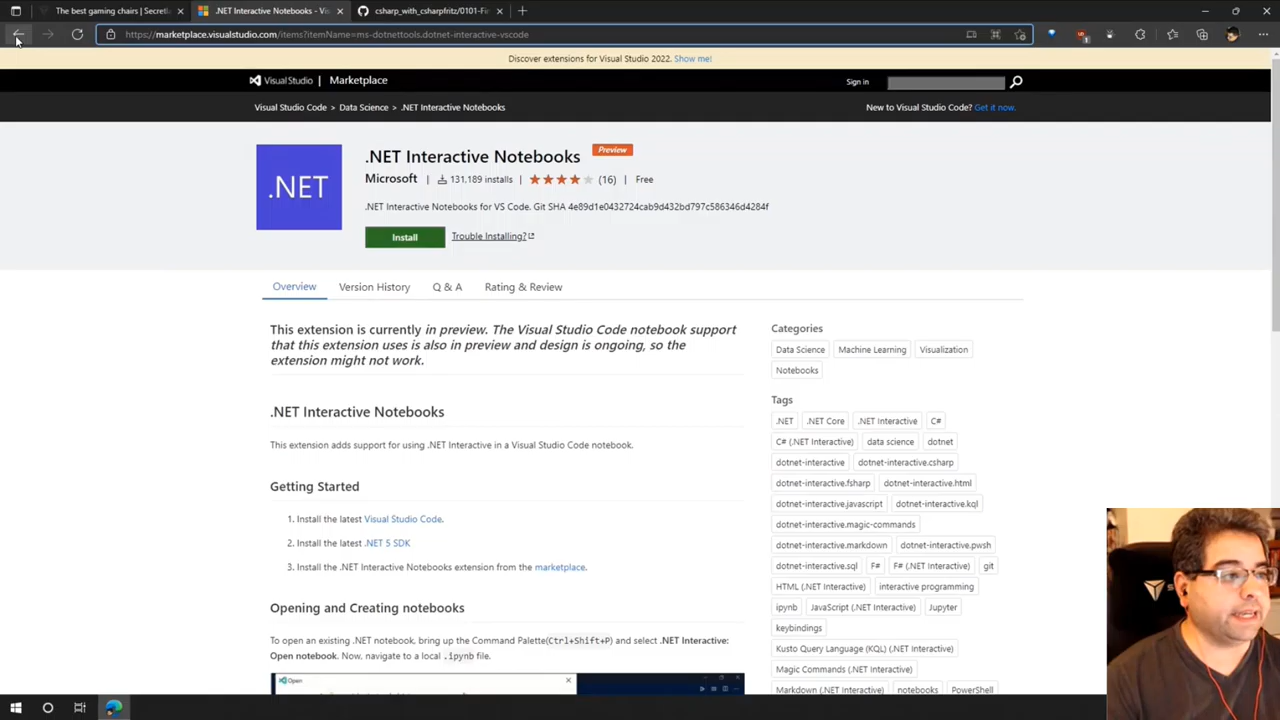 The best gaming chairs | Secretl
.NET Interactive Notebooks - Vis
csharp_with_csharpfritz/0101-Fi
https://marketplace.visualstudio.com/items?itemName=ms-dotnettools.dotnet-interactive-vscode
Discover extensions for Visual Studio 2022. Show me!
Visual Studio | Marketplace
Sign in
Visual Studio Code > Data Science > .NET Interactive Notebooks
New to Visual Studio Code? Get it now.
.NET
.NET Interactive Notebooks Preview
Microsoft | 131,189 installs | (16) | Free
.NET Interactive Notebooks for VS Code. Git SHA 4e89d1e0432724cab9d432bd797c586346d4284f
Install Trouble Installing?
Overview Version History Q & A Rating & Review
This extension is currently in preview. The Visual Studio Code notebook support
that this extension uses is also in preview and design is ongoing, so the
extension might not work.
.NET Interactive Notebooks
This extension adds support for using .NET Interactive in a Visual Studio Code notebook.
Getting Started
1. Install the latest Visual Studio Code.
2. Install the latest .NET 5 SDK
3. Install the .NET Interactive Notebooks extension from the marketplace.
Opening and Creating notebooks
To open an existing .NET notebook, bring up the Command Palette(Ctrl+Shift+P) and select .NET Interactive:
Open notebook. Now, navigate to a local .ipynb file.
Open
Categories
Data Science Machine Learning Visualization
Notebooks
Tags
.NET .NET Core .NET Interactive C#
C# (.NET Interactive) data science dotnet
dotnet-interactive dotnet-interactive.csharp
dotnet-interactive.fsharp dotnet-interactive.html
dotnet-interactive.javascript dotnet-interactive.kql
dotnet-interactive.magic-commands
dotnet-interactive.markdown dotnet-interactive.pwsh
dotnet-interactive.sql F# F# (.NET Interactive) git
HTML (.NET Interactive) interactive programming
ipynb JavaScript (.NET Interactive) Jupyter
keybindings
Kusto Query Language (KQL) (.NET Interactive)
Magic Commands (.NET Interactive)
Markdown (.NET Interactive) notebooks PowerShell